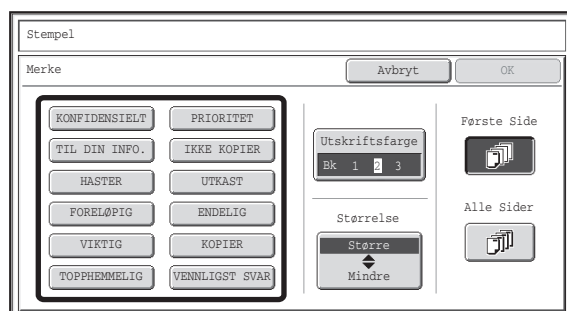 Stempel
Merke
Avbryt
OK
KONFIDENSIELT
PRIORITET
TIL DIN INFO.
IKKE KOPIER
HASTER
UTKAST
FORELØPIG
ENDELIG
VIKTIG
KOPIER
TOPPHEMMELIG
VENNLIGST SVAR
Utskriftsfarge
Bk 1 2 3
Størrelse
Større
Mindre
Første Side
Alle Sider